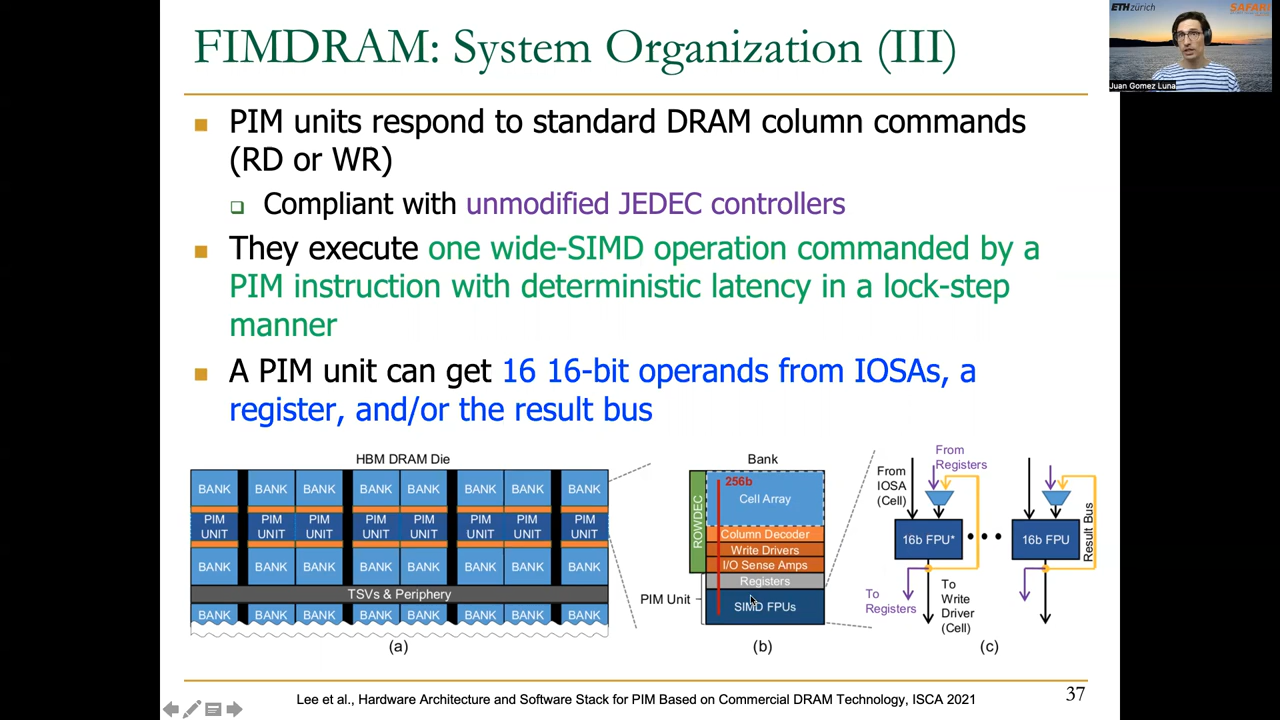 FIMDRAM: System Organization (III)
ETHzürich
SAFARI
Juan Gomez Luna
PIM units respond to standard DRAM column commands
(RD or WR)
Compliant with unmodified JEDEC controllers
They execute one wide-SIMD operation commanded by a
PIM instruction with deterministic latency in a lock-step
manner
A PIM unit can get 16 16-bit operands from IOSAs, a
register, and/or the result bus
HBM DRAM Die
BANK BANK BANK BANK BANK BANK BANK BANK
PIM UNIT PIM UNIT PIM UNIT PIM UNIT PIM UNIT PIM UNIT PIM UNIT PIM UNIT
BANK BANK BANK BANK BANK BANK BANK BANK
TSVs & Periphery
BANK BANK BANK BANK BANK BANK BANK BANK
(a)
Bank
ROWDEC
256b
Cell Array
Column Decoder
Write Drivers
I/O Sense Amps
Registers
PIM Unit
SIMD FPUs
(b)
From
Registers
From
IOSA
(Cell)
16b FPU*
16b FPU
Result Bus
To
Registers
To
Write
Driver
(Cell)
(c)
Lee et al., Hardware Architecture and Software Stack for PIM Based on Commercial DRAM Technology, ISCA 2021
37